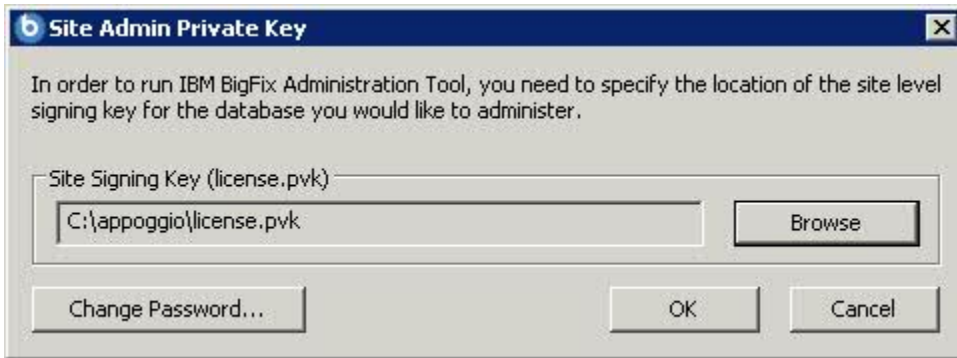 b Site Admin Private Key
In order to run IBM BigFix Administration Tool, you need to specify the location of the site level
signing key for the database you would like to administer.
Site Signing Key (license.pvk)
C:\appoggio\license.pvk
Browse
Change Password...
OK
Cancel